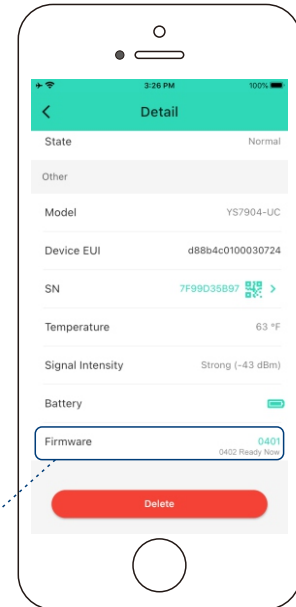 3:26 PM 100%
Detail
State Normal
Other
Model YS7904-UC
Device EUI d88b4c0100030724
SN 7F99D35B97
Temperature 63 °F
Signal Intensity Strong (-43 dBm)
Battery
Firmware 0401
0402 Ready Now
Delete